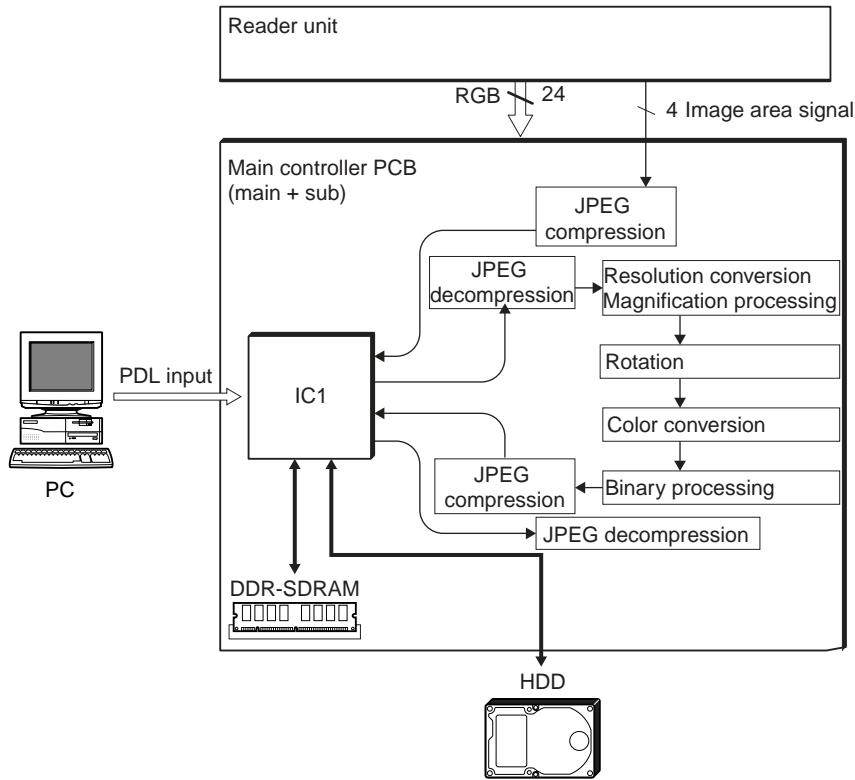 Reader unit
RGB
24
4 Image area signal
Main controller PCB
(main + sub)
JPEG
compression
JPEG
decompression
Resolution conversion
Magnification processing
PDL input
IC1
Rotation
Color conversion
JPEG
compression
Binary processing
PC
JPEG decompression
DDR-SDRAM
HDD